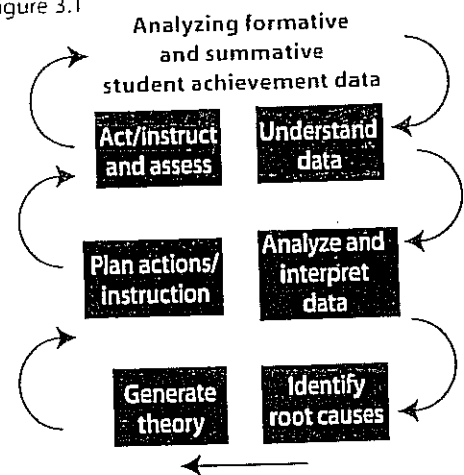 igure 3.1
Analyzing formative
and summative
student achievement data
Act/instruct
and assess
Understand
data
Plan actions/
instruction
Analyze and
interpret
data
Generate
theory
Identify
root causes